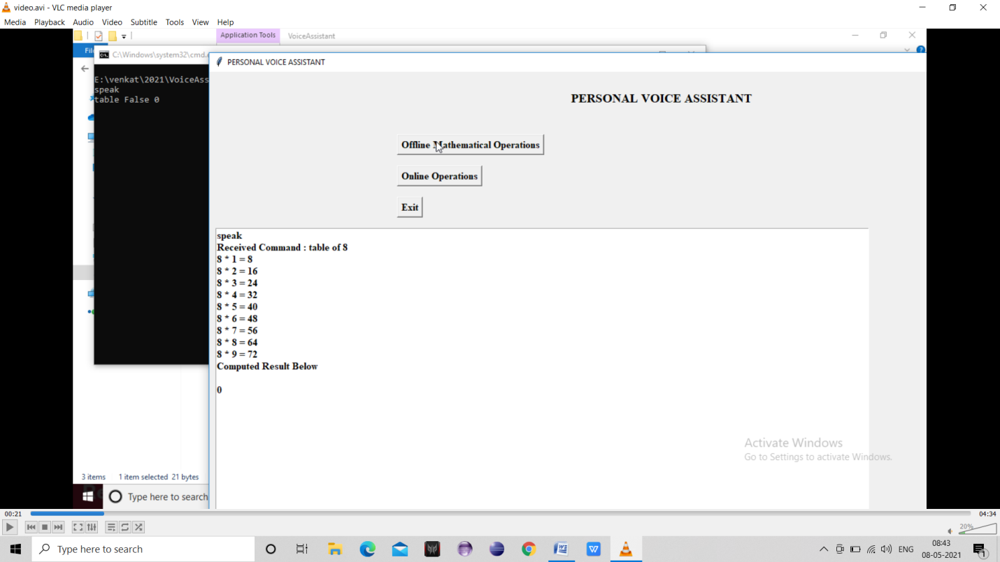 video.avi - VLC media player
Media Playback Audio Video Subtitle Tools View Help
Application Tools VoiceAssistant
File
C:\Windows\system32\cmd.
PERSONAL VOICE ASSISTANT
E:\venkat\2021\VoiceAss
speak
table False 0
PERSONAL VOICE ASSISTANT
Offline Mathematical Operations
Online Operations
Exit
speak
Received Command : table of 8
8 * 1 = 8
8 * 2 = 16
8 * 3 = 24
8 * 4 = 32
8 * 5 = 40
8 * 6 = 48
8 * 7 = 56
8 * 8 = 64
8 * 9 = 72
Computed Result Below
0
Activate Windows
Go to Settings to activate Windows.
3 items 1 item selected 21 bytes
Type here to search
00:21 04:34
20%
Type here to search
ENG
08:43
08-05-2021
1